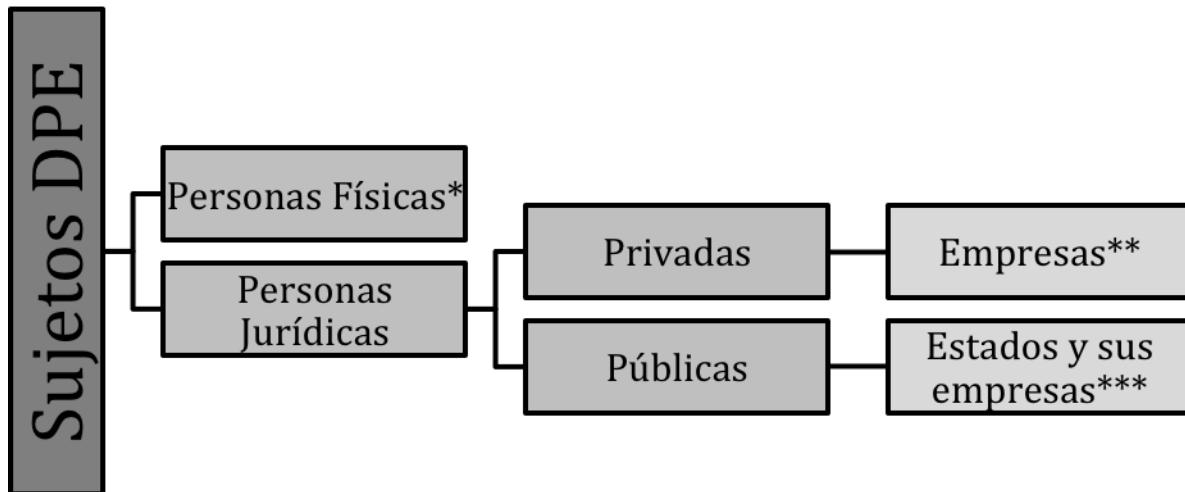 Sujetos DPE
Personas Físicas*
Personas
Jurídicas
Privadas
Empresas**
Públicas
Estados y sus
empresas***